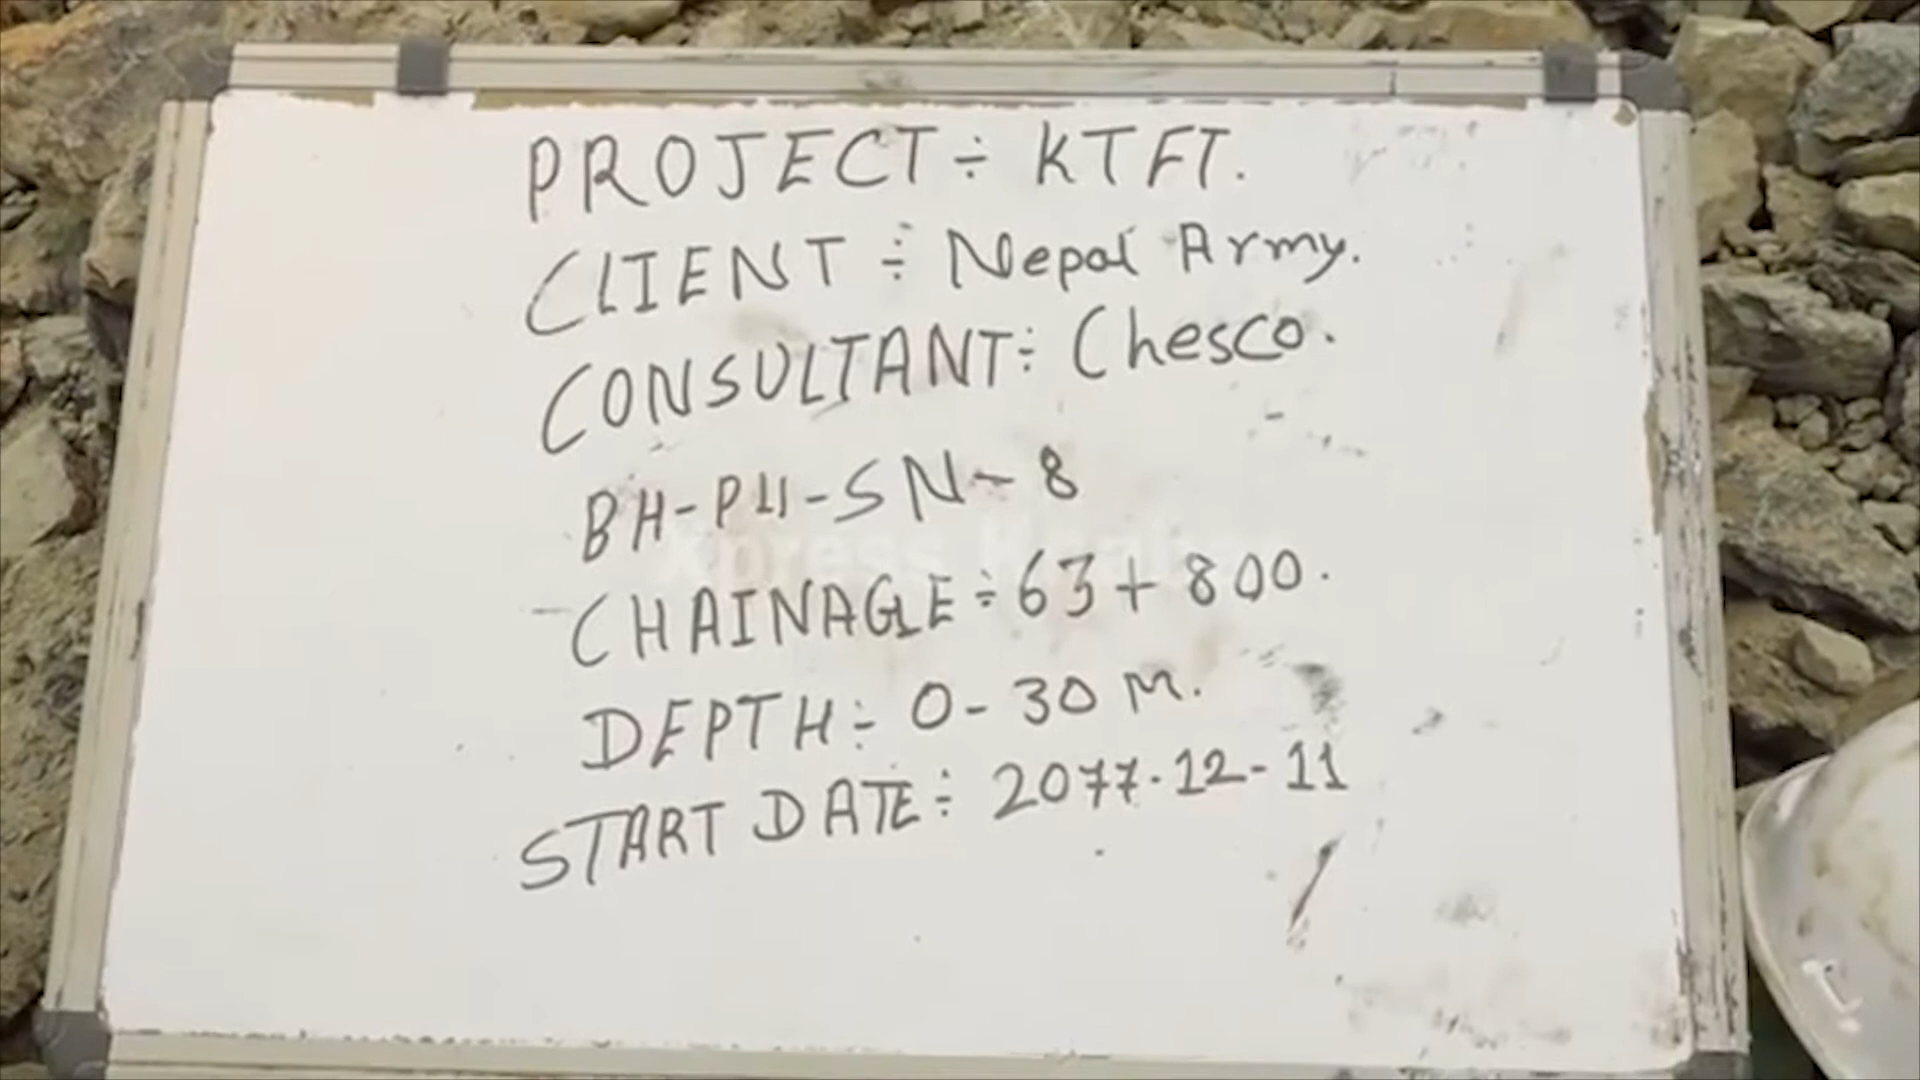 PROJECT ÷ KTFT.
CLIENT ÷ Nepal Army.
CONSULTANT ÷ Chesco.
BH-P4-SN-8
CHAINAGE ÷ 63+800.
DEPTH ÷ 0-30 M.
START DATE ÷ 2077-12-11